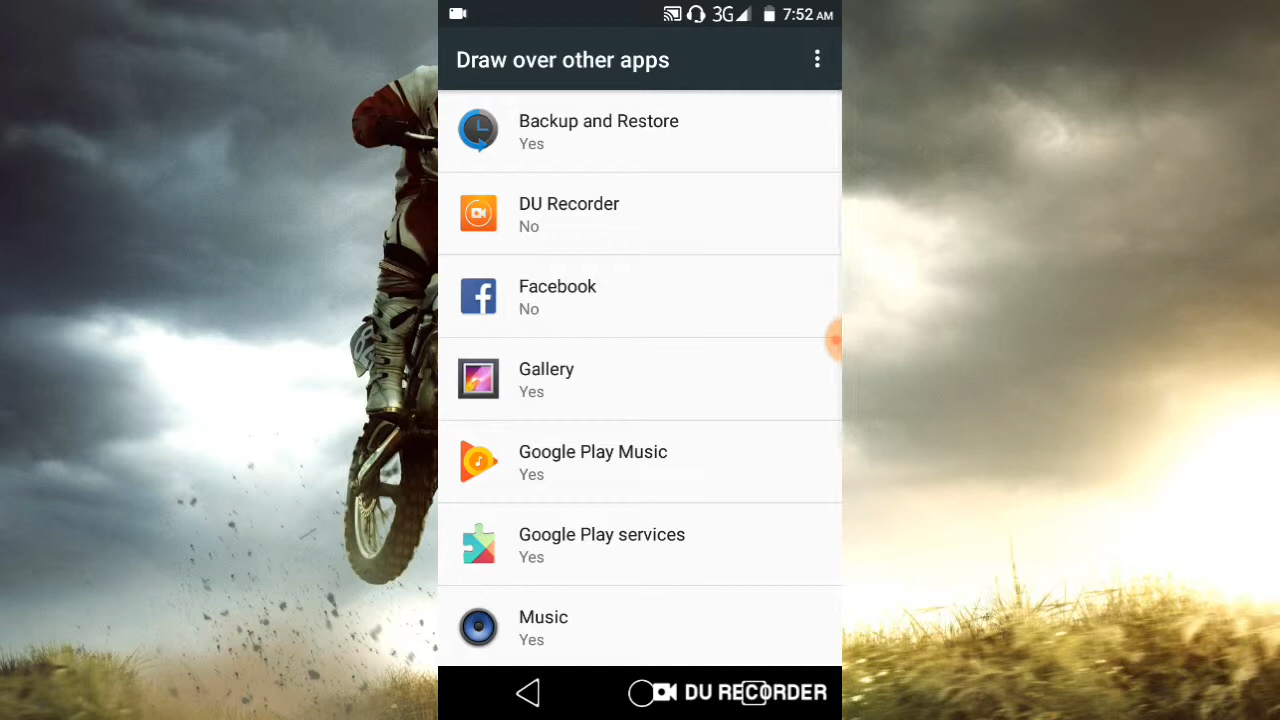 3G 7:52 AM
Draw over other apps
Backup and Restore
Yes
DU Recorder
No
Facebook
No
Gallery
Yes
Google Play Music
Yes
Google Play services
Yes
Music
Yes
DU RECORDER